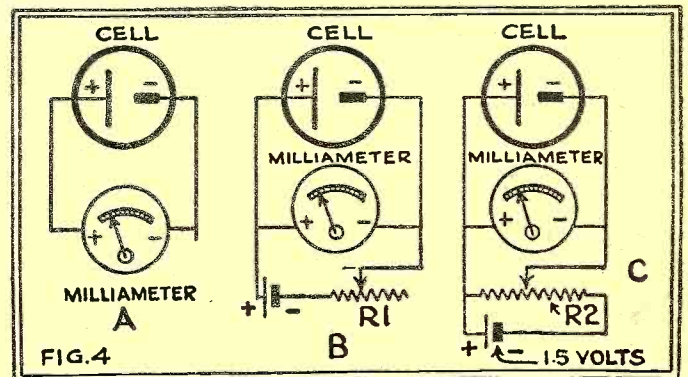 CELL CELL CELL
+ - + - + -
MILLIAMETER MILLIAMETER
+ - + - + -
MILLIAMETER
A
+ - R1
B
C
R2
+ - 1.5 VOLTS
FIG.4